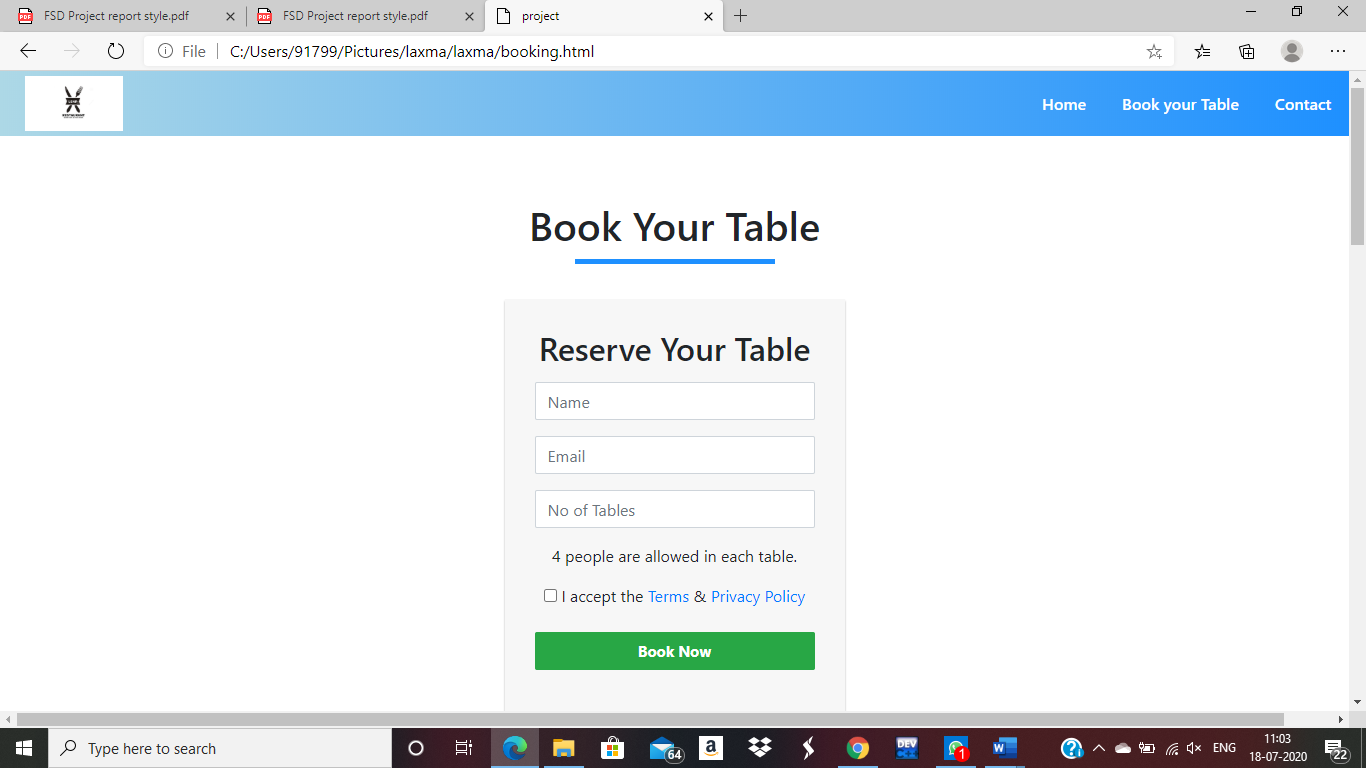 FSD Project report style.pdf
FSD Project report style.pdf
project
File
C:/Users/91799/Pictures/laxma/laxma/booking.html
Home
Book your Table
Contact
Book Your Table
Reserve Your Table
Name
Email
No of Tables
4 people are allowed in each table.
I accept the Terms & Privacy Policy
Book Now
Type here to search
64
DEV
1
ENG
11:03
18-07-2020
22